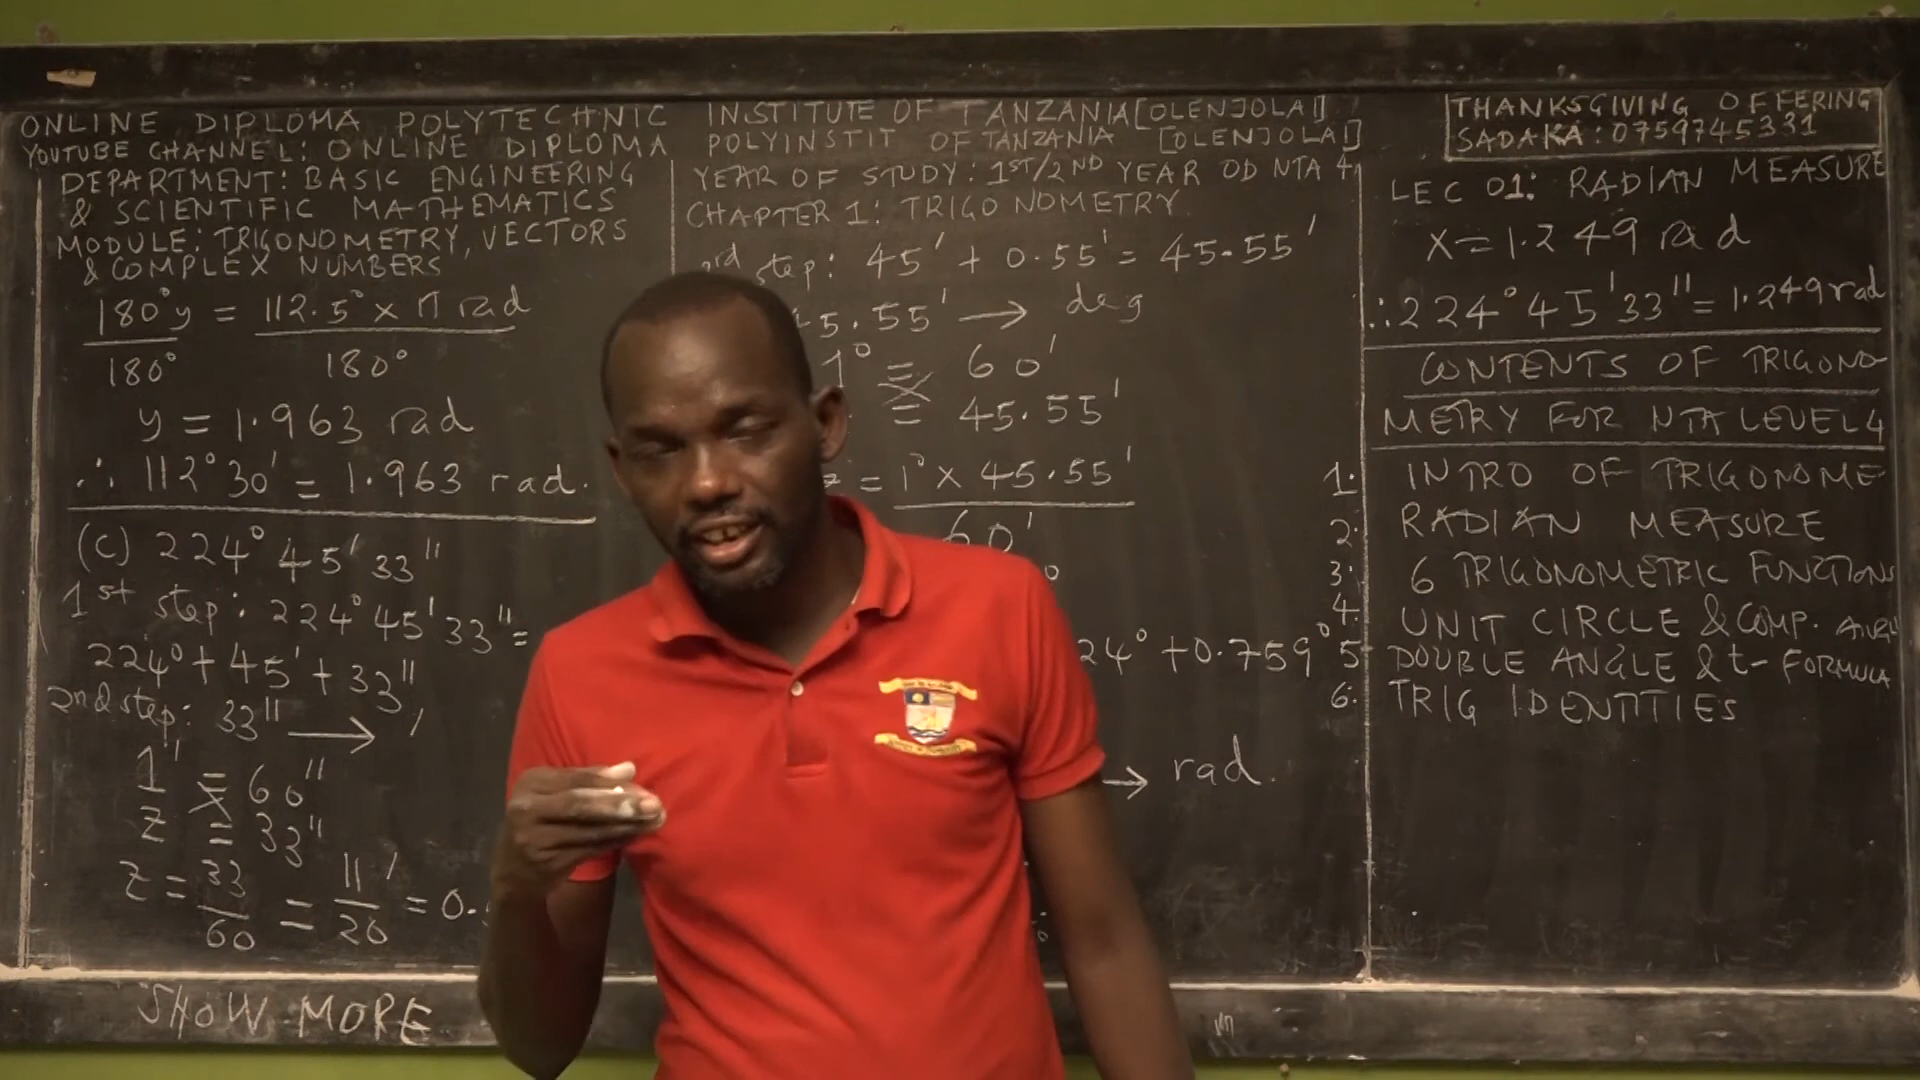 ONLINE DIPLOMA POLYTECHNIC INSTITUTE OF TANZANIA[OLENJOLAI]
YOUTUBE CHANNEL: ONLINE DIPLOMA POLYINSTIT OF TANZANIA [OLENJOLAI]
DEPARTMENT: BASIC ENGINEERING
& SCIENTIFIC MATHEMATICS
MODULE: TRIGONOMETRY, VECTORS
& COMPLEX NUMBERS
180°y = 112.5° x π rad
180° 180°
y = 1.963 rad
∴ 112°30' = 1.963 rad.
(C) 224° 45' 33"
1st step: 224° 45' 33" =
224° + 45' + 33"
2nd step: 33" → '
1' = 60"
z = 33"
z = 33/60 = 11'/20 = 0.
SHOW MORE
YEAR OF STUDY: 1ST/2ND YEAR OD NTA 4
CHAPTER 1: TRIGONOMETRY
3rd step: 45' + 0.55' = 45.55'
45.55' → deg
1° = 60'
= 45.55'
z = 1° x 45.55'
60'
24° + 0.759°
→ rad.
THANKSGIVING OFFERING
SADAKA: 0759745331
LEC 01: RADIAN MEASURE
X = 1.249 rad
∴ 224° 45' 33" = 1.249 rad
CONTENTS OF TRIGONO
METRY FOR NTA LEVEL 4
1. INTRO OF TRIGONOME
2. RADIAN MEASURE
3. 6 TRIGONOMETRIC FUNCTIONS
4. UNIT CIRCLE & COMP.
5. DOUBLE ANGLE & t- FORMULA
6. TRIG IDENTITIES